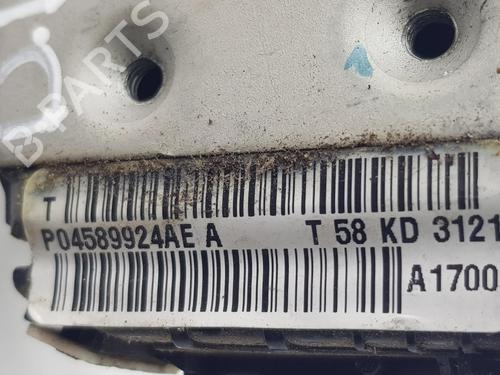 B PARTS
T
P04589924AE A T 58 KD 3121
A1700